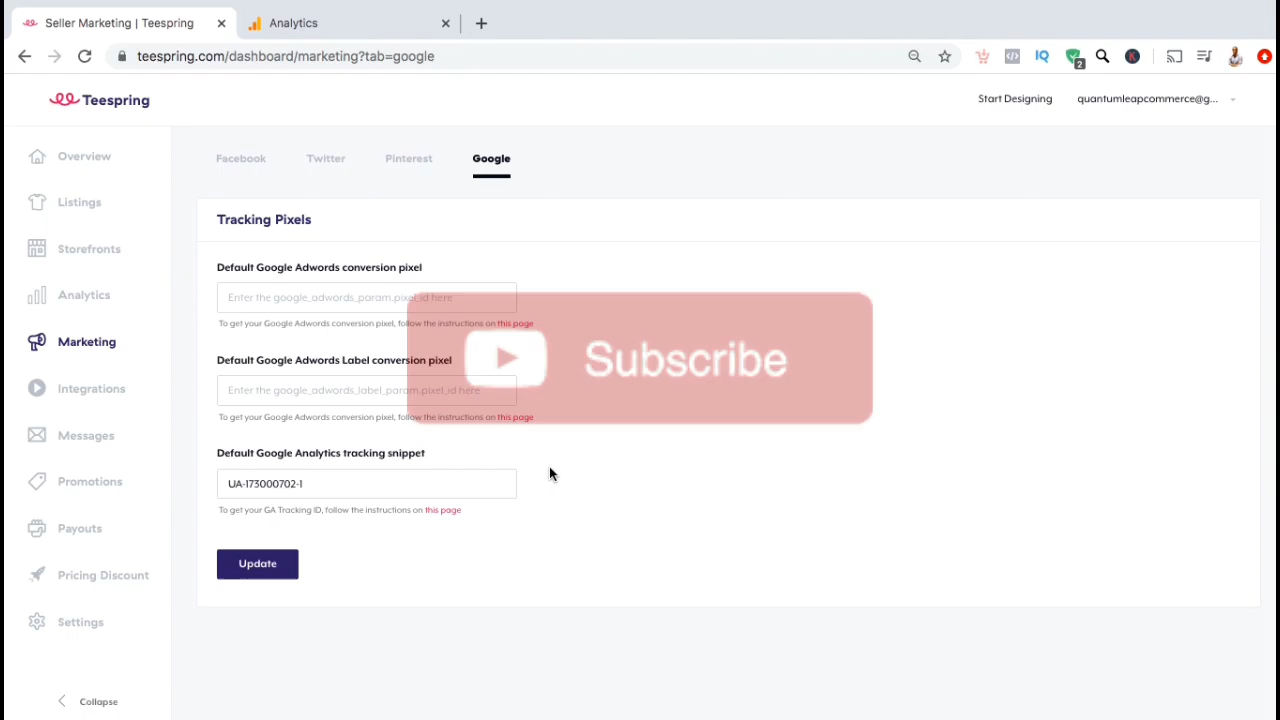 Seller Marketing | Teespring
Analytics
teespring.com/dashboard/marketing?tab=google
2
Teespring
Start Designing
quantumleapcommerce@g...
Overview
Listings
Storefronts
Analytics
Marketing
Integrations
Messages
Promotions
Payouts
Pricing Discount
Settings
Collapse
Facebook Twitter Pinterest Google
Tracking Pixels
Default Google Adwords conversion pixel
Enter the google_adwords_param.pixel_id here
To get your Google Adwords conversion pixel, follow the instructions on this page
Default Google Adwords Label conversion pixel
Enter the google_adwords_label_param.pixel_id here
To get your Google Adwords conversion pixel, follow the instructions on this page
Subscribe
Default Google Analytics tracking snippet
UA-173000702-1
To get your GA Tracking ID, follow the instructions on this page
Update